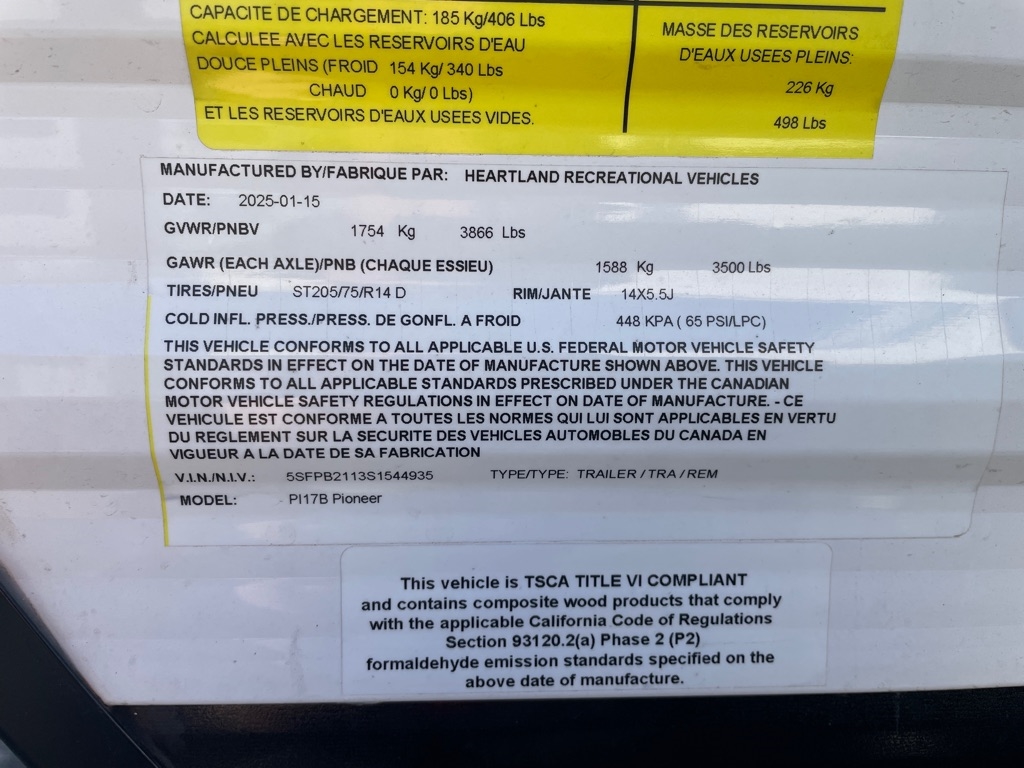 CAPACITE DE CHARGEMENT: 185 Kg/406 Lbs
CALCULEE AVEC LES RESERVOIRS D'EAU
DOUCE PLEINS (FROID 154 Kg/ 340 Lbs
CHAUD 0 Kg/ 0 Lbs)
ET LES RESERVOIRS D'EAUX USEES VIDES.
MASSE DES RESERVOIRS
D'EAUX USEES PLEINS:
226 Kg
498 Lbs
MANUFACTURED BY/FABRIQUE PAR: HEARTLAND RECREATIONAL VEHICLES
DATE: 2025-01-15
GVWR/PNBV 1754 Kg 3866 Lbs
GAWR (EACH AXLE)/PNB (CHAQUE ESSIEU) 1588 Kg 3500 Lbs
TIRES/PNEU ST205/75/R14 D RIM/JANTE 14X5.5J
COLD INFL. PRESS./PRESS. DE GONFL. A FROID 448 KPA ( 65 PSI/LPC)
THIS VEHICLE CONFORMS TO ALL APPLICABLE U.S. FEDERAL MOTOR VEHICLE SAFETY
STANDARDS IN EFFECT ON THE DATE OF MANUFACTURE SHOWN ABOVE. THIS VEHICLE
CONFORMS TO ALL APPLICABLE STANDARDS PRESCRIBED UNDER THE CANADIAN
MOTOR VEHICLE SAFETY REGULATIONS IN EFFECT ON DATE OF MANUFACTURE. - CE
VEHICULE EST CONFORME A TOUTES LES NORMES QUI LUI SONT APPLICABLES EN VERTU
DU REGLEMENT SUR LA SECURITE DES VEHICLES AUTOMOBILES DU CANADA EN
VIGUEUR A LA DATE DE SA FABRICATION
V.I.N./N.I.V.: 5SFPB2113S1544935 TYPE/TYPE: TRAILER / TRA / REM
MODEL: PI17B Pioneer
This vehicle is TSCA TITLE VI COMPLIANT
and contains composite wood products that comply
with the applicable California Code of Regulations
Section 93120.2(a) Phase 2 (P2)
formaldehyde emission standards specified on the
above date of manufacture.